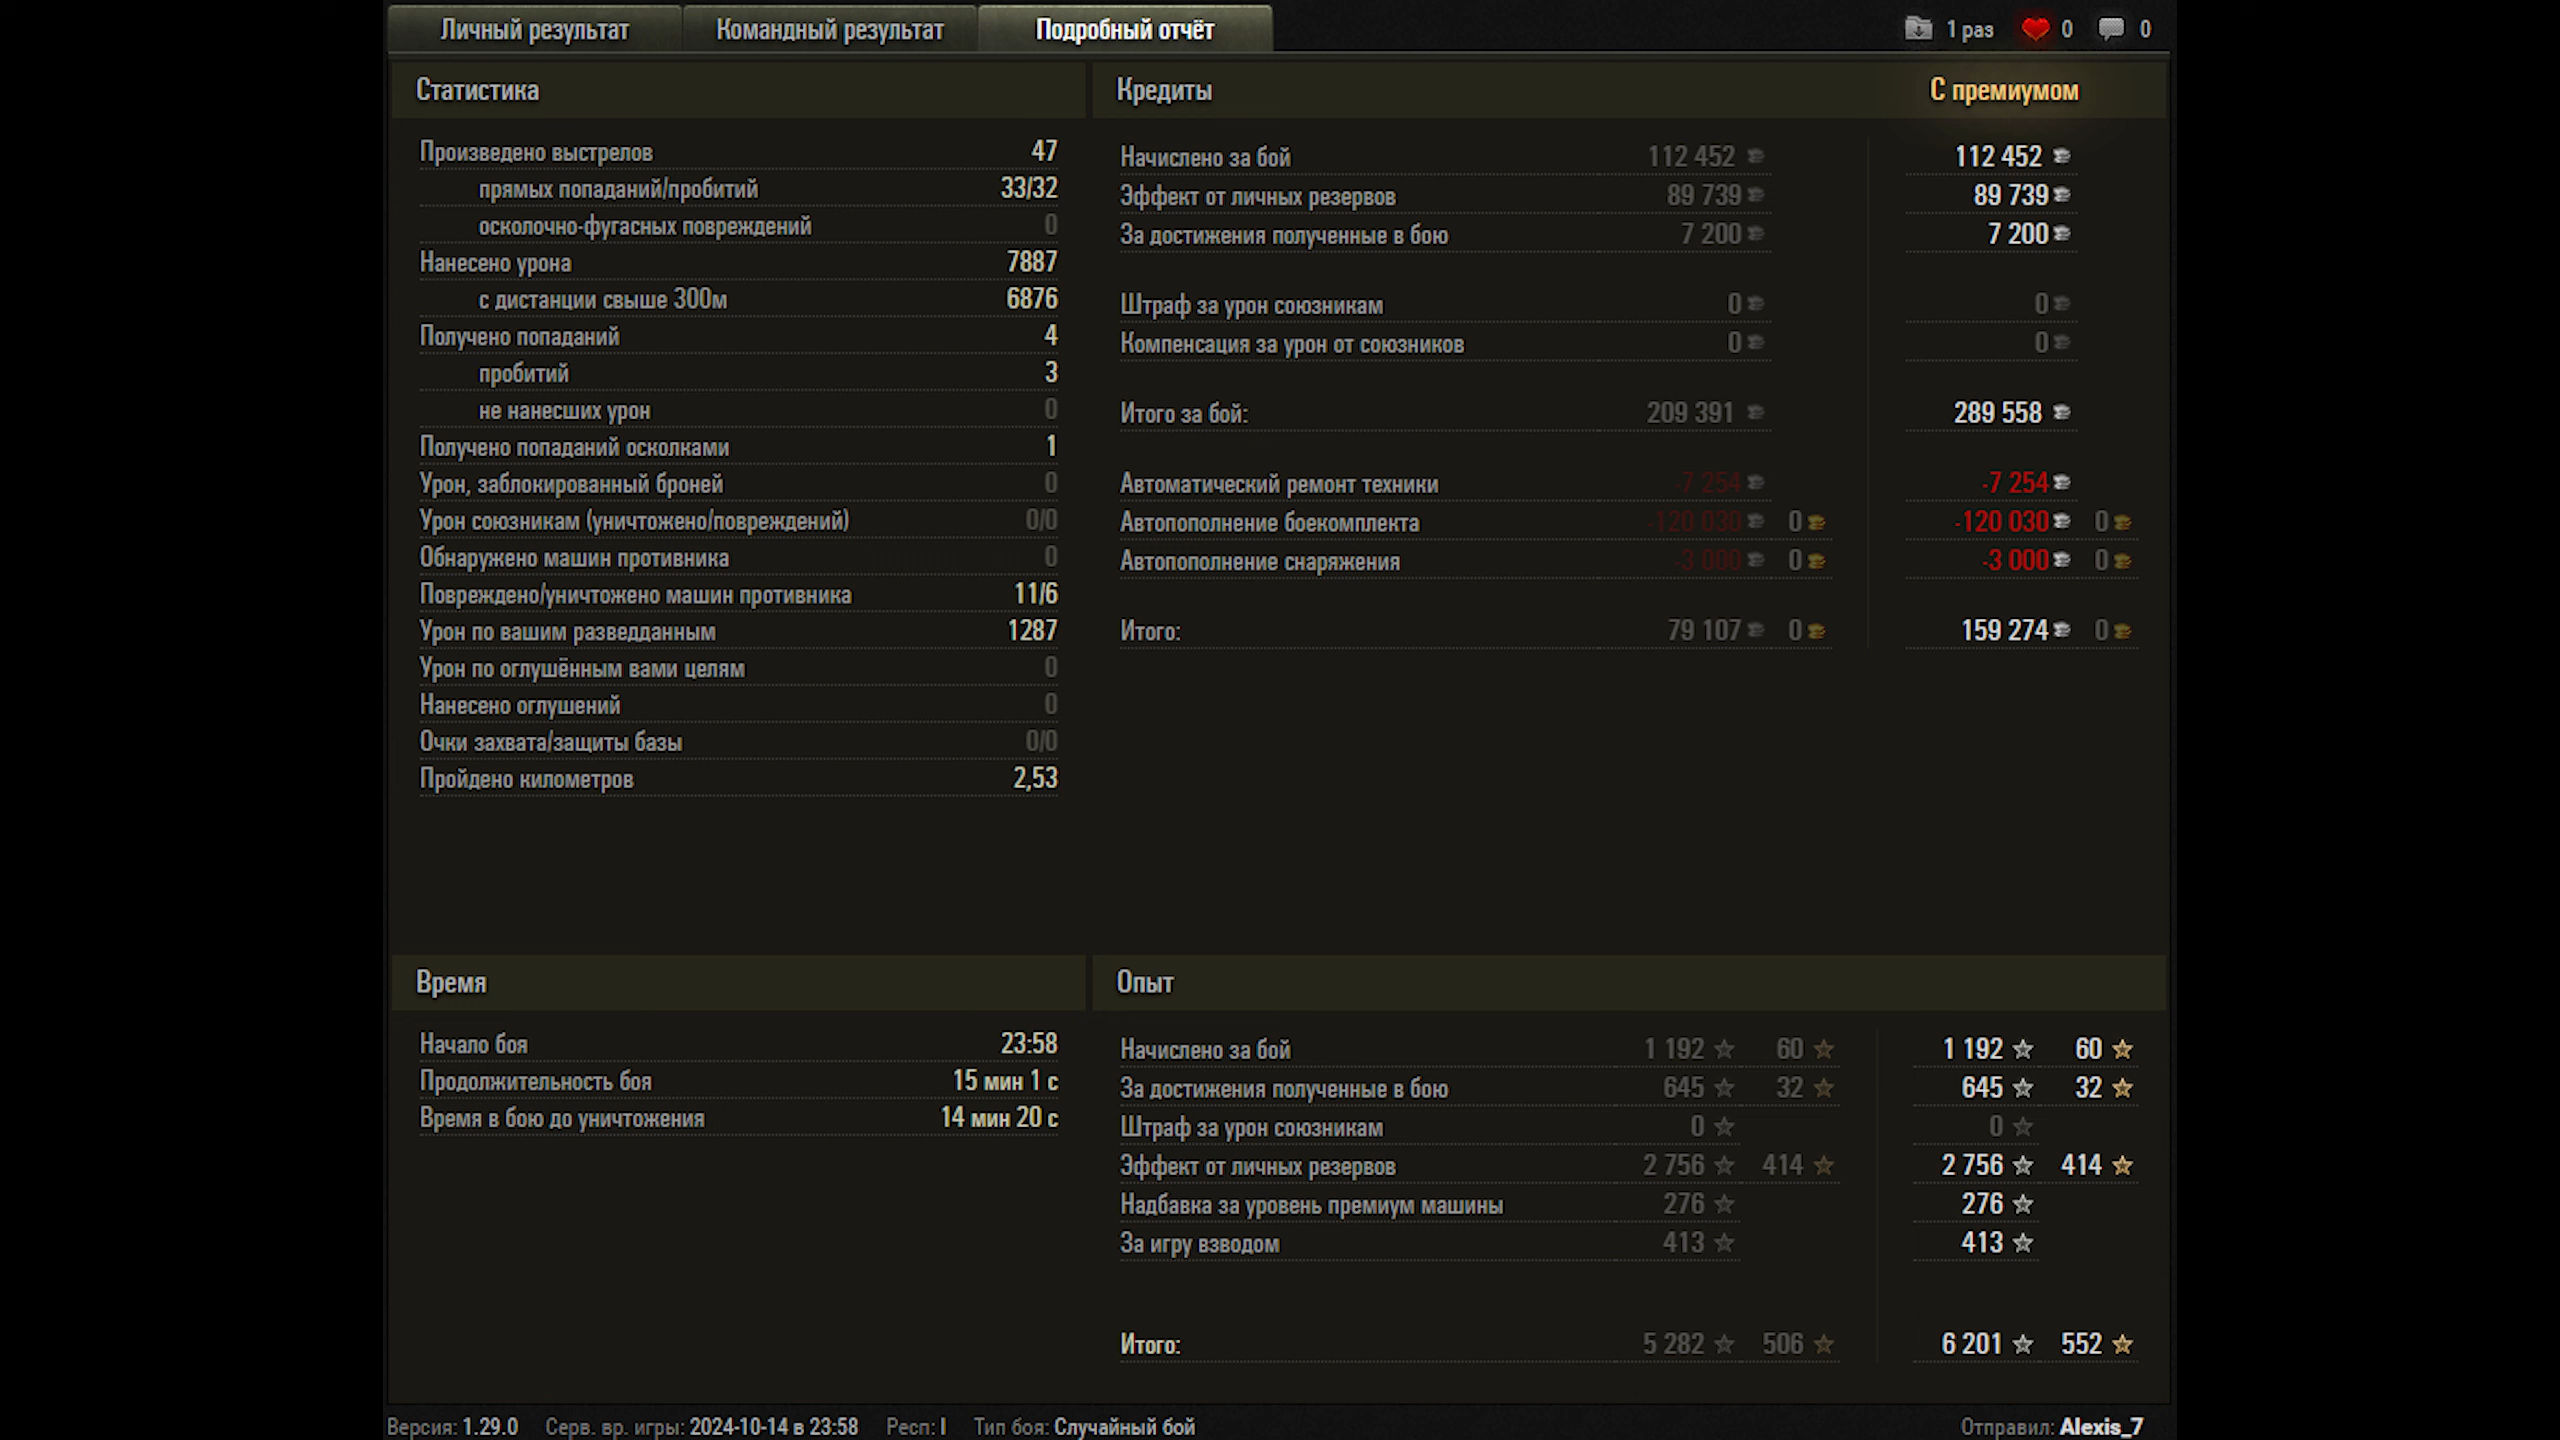 Личный результат Командный результат Подробный отчёт 1 раз 0 0
Статистика
Произведено выстрелов 47
прямых попаданий/пробитий 33/32
осколочно-фугасных повреждений 0
Нанесено урона 7887
с дистанции свыше 300м 6876
Получено попаданий 4
пробитий 3
не нанесших урон 0
Получено попаданий осколками 1
Урон, заблокированный броней 0
Урон союзникам (уничтожено/повреждений) 0/0
Обнаружено машин противника 0
Повреждено/уничтожено машин противника 11/6
Урон по вашим разведданным 1287
Урон по оглушённым вами целям 0
Нанесено оглушений 0
Очки захвата/защиты базы 0/0
Пройдено километров 2,53
Кредиты С премиумом
Начислено за бой 112 452 112 452
Эффект от личных резервов 89 739 89 739
За достижения полученные в бою 7 200 7 200
Штраф за урон союзникам 0 0
Компенсация за урон от союзников 0 0
Итого за бой: 209 391 289 558
Автоматический ремонт техники -7 254 -7 254
Автопополнение боекомплекта -120 030 0 -120 030 0
Автопополнение снаряжения -3 000 0 -3 000 0
Итого: 79 107 0 159 274 0
Время
Начало боя 23:58
Продолжительность боя 15 мин 1 с
Время в бою до уничтожения 14 мин 20 с
Опыт
Начислено за бой 1 192 60 1 192 60
За достижения полученные в бою 645 32 645 32
Штраф за урон союзникам 0 0
Эффект от личных резервов 2 756 414 2 756 414
Надбавка за уровень премиум машины 276 276
За игру взводом 413 413
Итого: 5 282 506 6 201 552
Версия: 1.29.0 Серв. вр. игры: 2024-10-14 в 23:58 Респ: I Тип боя: Случайный бой Отправил: Alexis_7